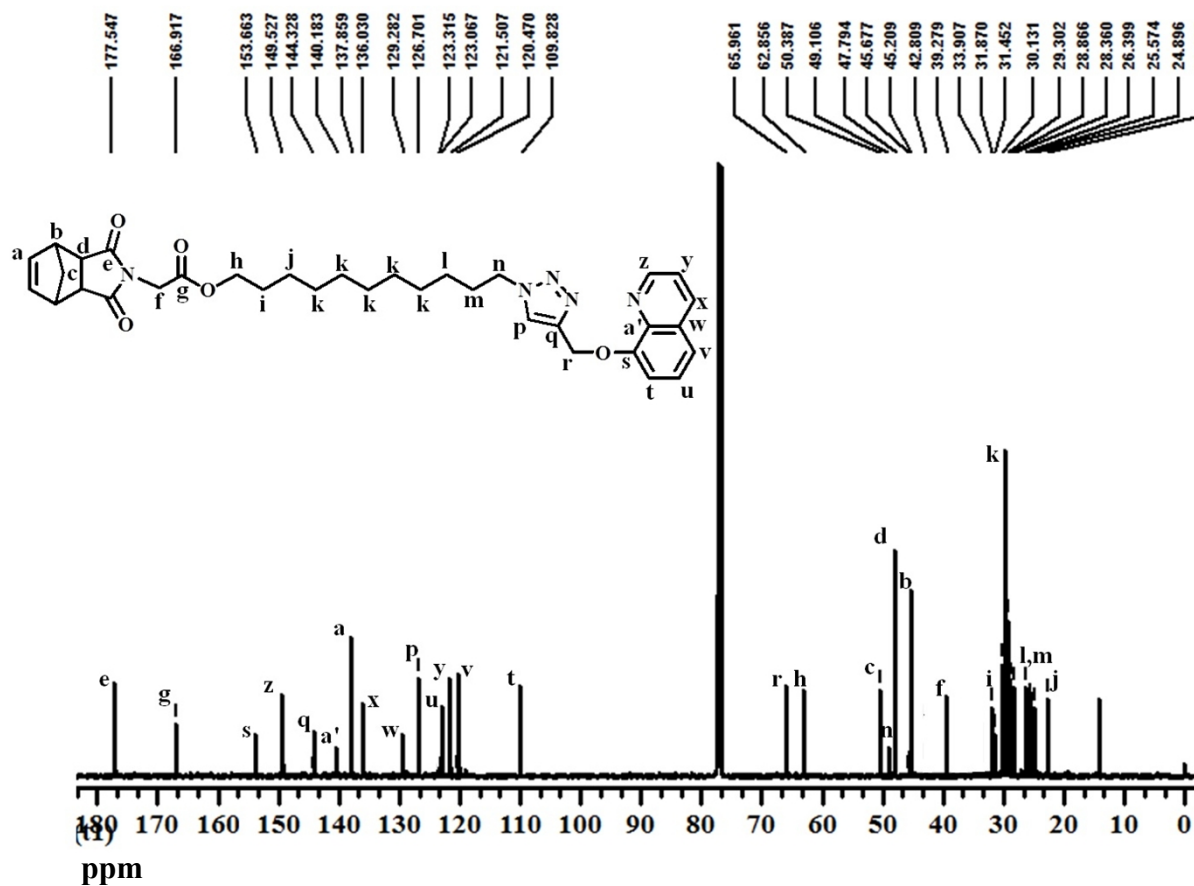 177.547
166.917
153.663
149.527
144.328
140.183
137.859
136.030
129.282
126.701
123.315
123.067
121.507
120.470
109.828
65.961
62.856
50.387
49.106
47.794
45.677
45.209
42.809
39.279
33.907
31.870
31.452
30.131
29.302
28.866
28.360
26.399
25.574
24.896
b O O z y
a d h j k k l n N N
c e N g O i k k k m N N x
f p q a' w
O r O s v
t u
k
d
b
a
p y v c l,m
e z r h i j
g q x u t f
s a' w n
180 170 160 150 140 130 120 110 100 90 80 70 60 50 40 30 20 10 0
(t1)
ppm